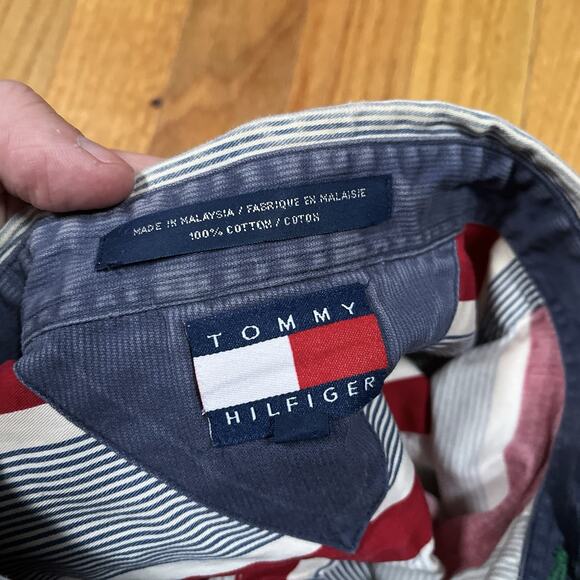 MADE IN MALAYSIA / FABRIQUE EN MALAISIE
100% COTTON / COTON
TOMMY
HILFIGER